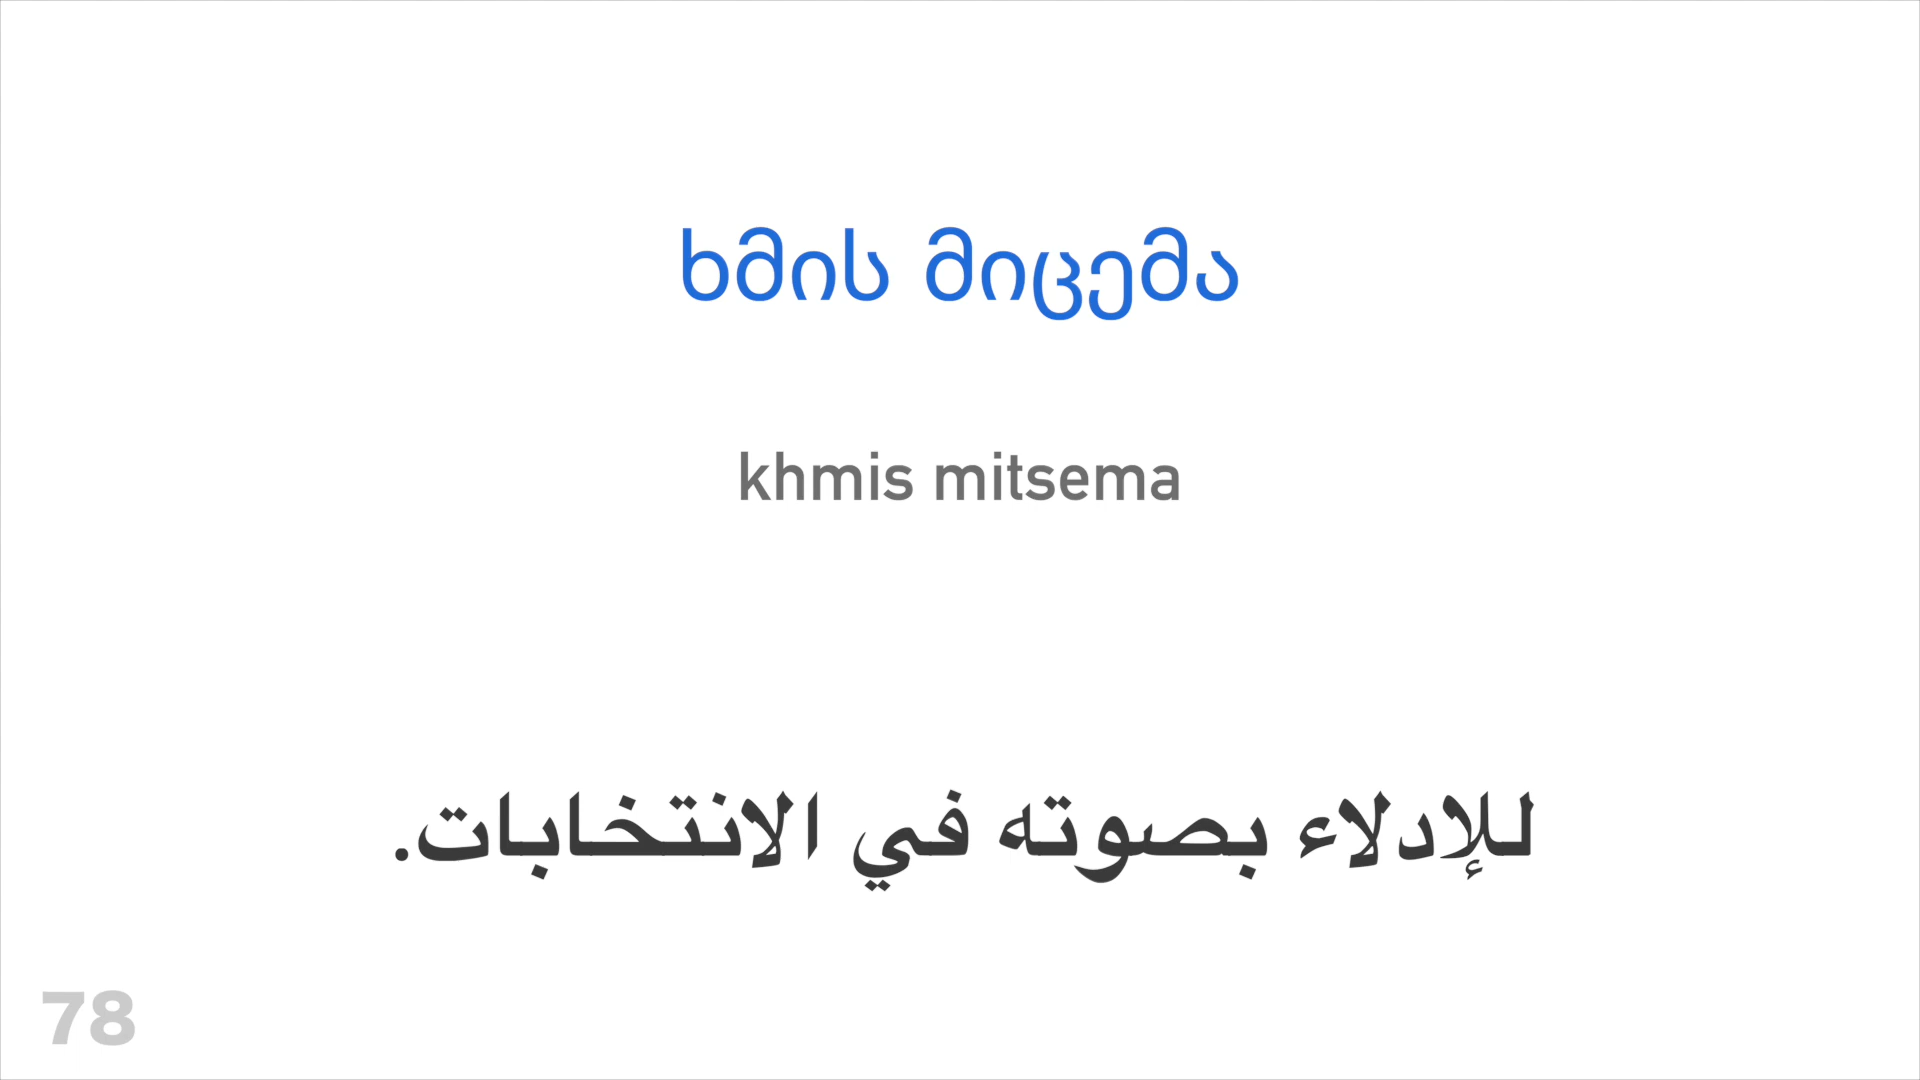 ხმის მიცემა
khmis mitsema
للإدلاء بصوته في الانتخابات.
78